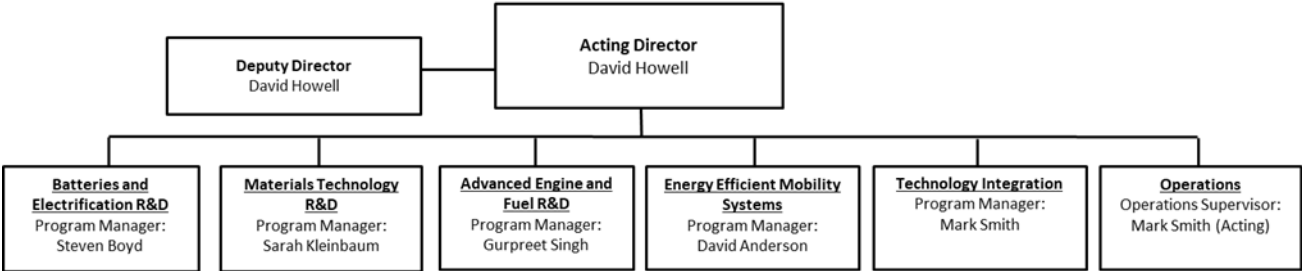 Acting Director
David Howell
Deputy Director
David Howell
Batteries and
Electrification R&D
Program Manager:
Steven Boyd
Materials Technology
R&D
Program Manager:
Sarah Kleinbaum
Advanced Engine and
Fuel R&D
Program Manager:
Gurpreet Singh
Energy Efficient Mobility
Systems
Program Manager:
David Anderson
Technology Integration
Program Manager:
Mark Smith
Operations
Operations Supervisor:
Mark Smith (Acting)